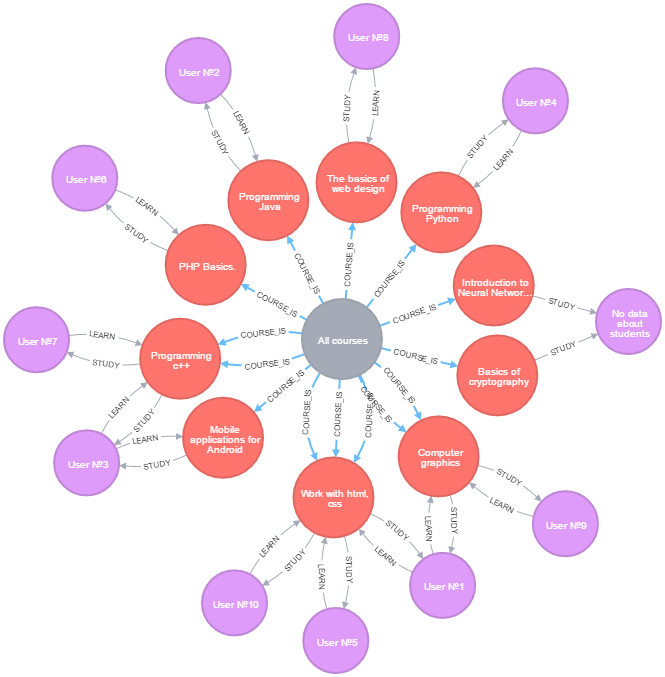 User №8
User №2
User №4
STUDY
LEARN
LEARN
STUDY
STUDY
LEARN
User №6
The basics of
web design
Programming
Java
Programming
Python
LEARN
STUDY
PHP Basics.
COURSE_IS
COURSE_IS
COURSE_IS
COURSE_IS
Introduction to
Neural Networ...
STUDY
No data
about
students
COURSE_IS
User №7
LEARN
STUDY
Programming
c++
COURSE_IS
COURSE_IS
All courses
COURSE_IS
STUDY
Basics of
cryptography
COURSE_IS
COURSE_IS
COURSE_IS
COURSE_IS
COURSE_IS
COURSE_IS
LEARN
STUDY
Mobile
applications for
Android
LEARN
STUDY
User №3
Computer
graphics
STUDY
LEARN
Work with html,
css
User №9
LEARN
STUDY
STUDY
LEARN
LEARN
STUDY
LEARN
STUDY
User №1
User №10
User №5